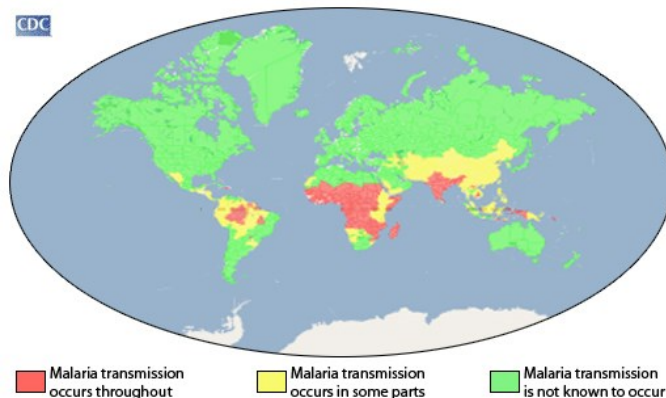 CDC
Malaria transmission
occurs throughout
Malaria transmission
occurs in some parts
Malaria transmission
is not known to occur